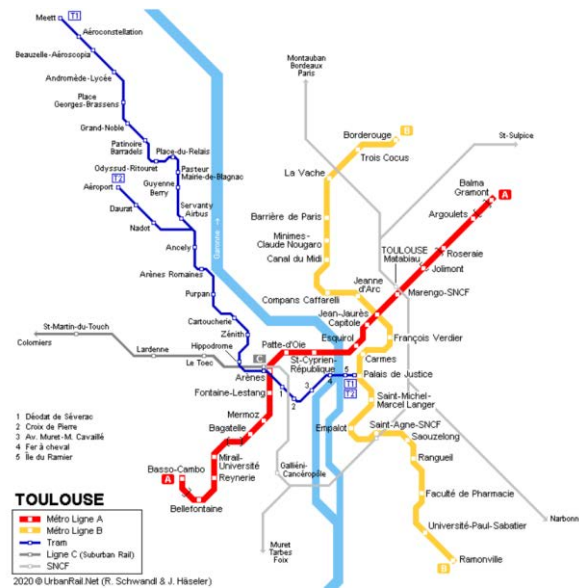 Meett
T1
Aéroconstellation
Beauzelle-Aéroscopia
Andromède-Lycée
Place
Georges-Brassens
Grand-Noble
Patinoire
Barradels
Place-du-Relais
Odyssud-Ritouret
Pasteur
Mairie-de-Blagnac
T2
Aéroport
Guyenne
Berry
Daurat
Servanty
Airbus
Nadot
Ancely
Arènes Romaines
Purpan
Cartoucherie
Zénith
Hippodrome
Garonne
Montauban
Bordeaux
Paris
St-Sulpice
Borderouge
B
Trois Cocus
La Vache
Balma
Gramont
A
Argoulets
Barrière de Paris
Minimes-
Claude Nougaro
Canal du Midi
TOULOUSE
Matabiau
Roseraie
Jolimont
Jeanne
d'Arc
Marengo-SNCF
Compans Caffarelli
Jean-Jaurès
Capitole
François Verdier
Esquirol
St-Martin-du-Touch
Colomiers
Lardenne
Le Toec
C
Patte-d'Oie
St-Cyprien-
République
Carmes
Palais de Justice
Arènes
T1
T2
1
2
3
4
5
Fontaine-Lestang
Saint-Michel-
Marcel Langer
Mermoz
Bagatelle
Empalot
Saint-Agne-SNCF
Saouzelong
Mirail-
Université
Reynerie
Rangueil
Basso-Cambo
A
Bellefontaine
Galliéni-
Cancéropôle
Faculté de Pharmacie
Narbonne
Université-Paul-Sabatier
Muret
Tarbes
Foix
Ramonville
B
1 Déodat de Séverac
2 Croix de Pierre
3 Av. Muret-M. Cavaillé
4 Fer à cheval
5 Île du Ramier
TOULOUSE
Métro Ligne A
Métro Ligne B
Tram
Ligne C (Suburban Rail)
SNCF
2020 © UrbanRail.Net (R. Schwandl & J. Häseler)